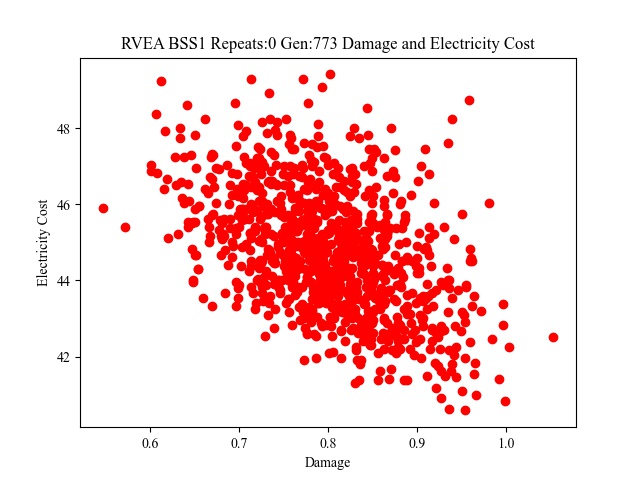 RVEA BSS1 Repeats:0 Gen:773 Damage and Electricity Cost
48
46
44
42
Electricity Cost
0.6 0.7 0.8 0.9 1.0
Damage